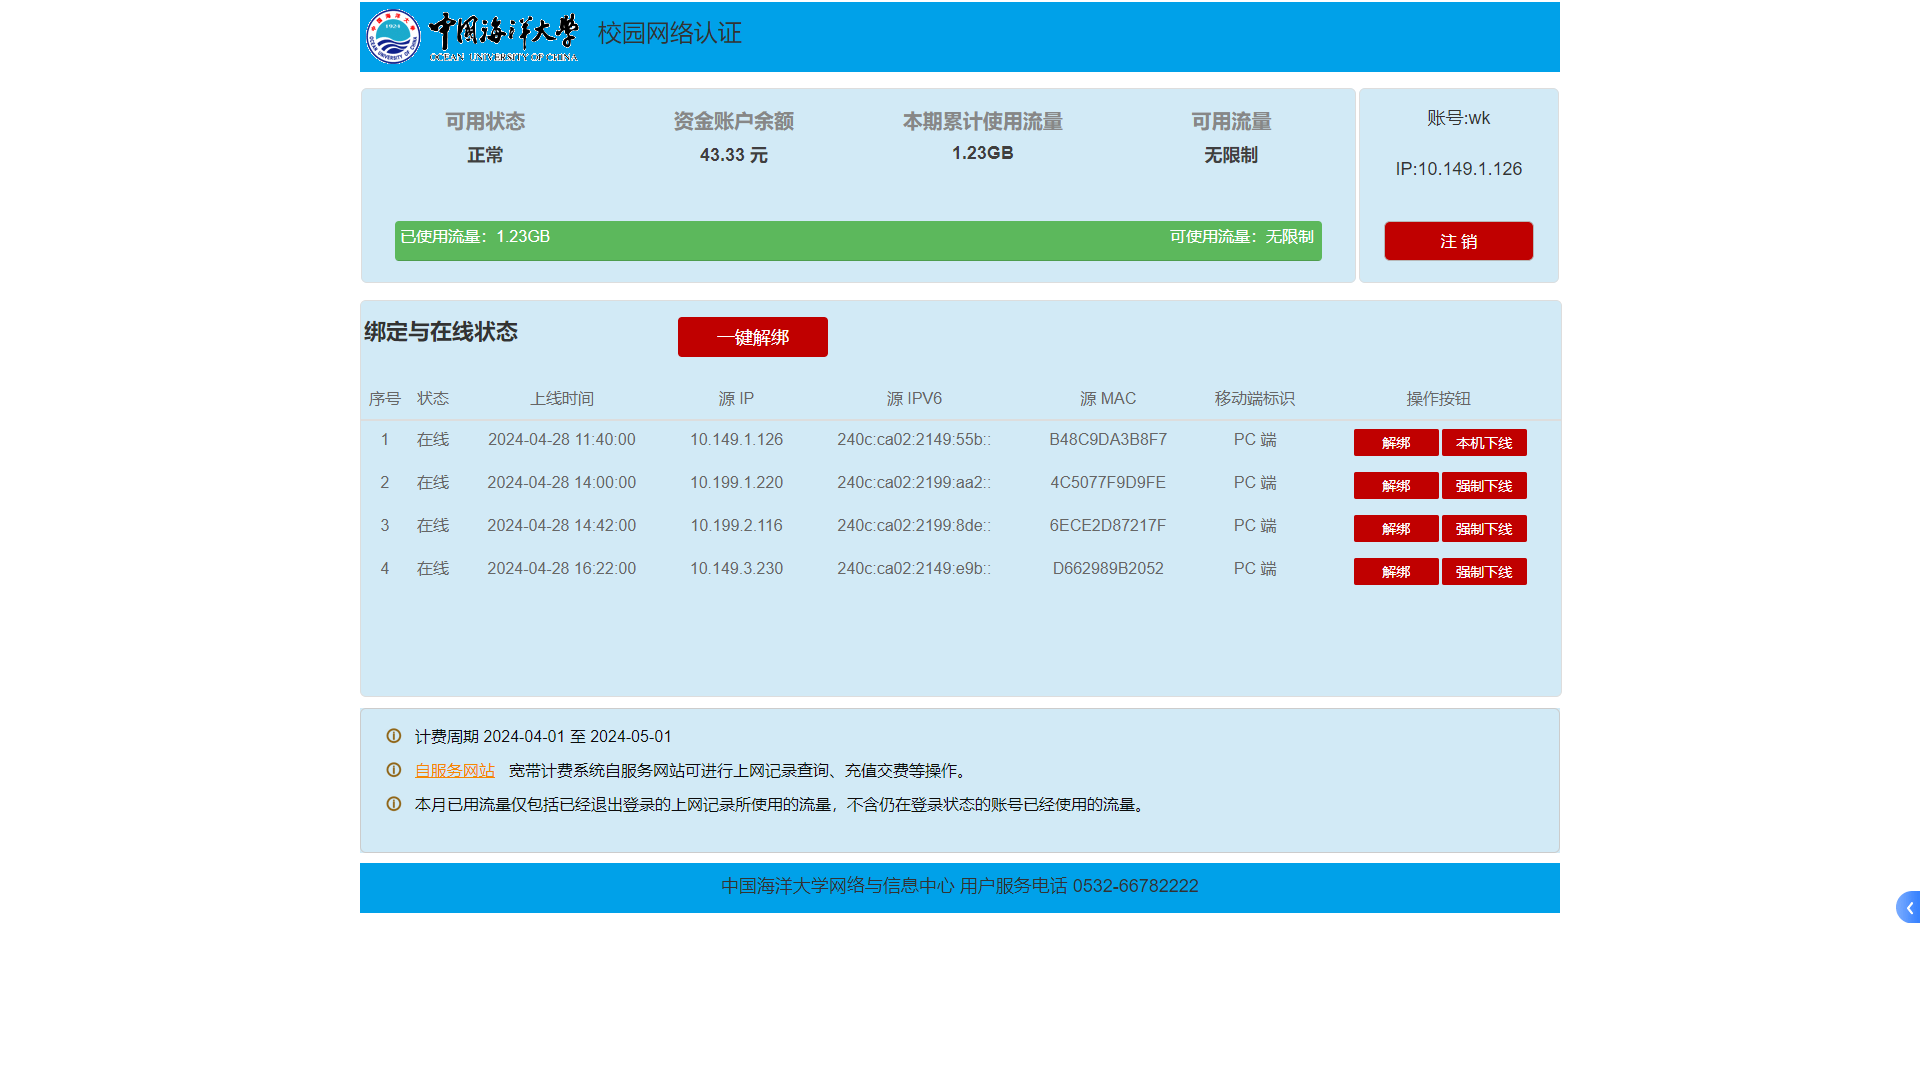 中国海洋大学 校园网络认证
OCEAN UNIVERSITY OF CHINA
可用状态 资金账户余额 本期累计使用流量 可用流量
正常 43.33 元 1.23GB 无限制
已使用流量：1.23GB 可使用流量：无限制
账号:wk
IP:10.149.1.126
注 销
绑定与在线状态 一键解绑
序号 状态 上线时间 源 IP 源 IPV6 源 MAC 移动端标识 操作按钮
1 在线 2024-04-28 11:40:00 10.149.1.126 240c:ca02:2149:55b:: B48C9DA3B8F7 PC 端 解绑 本机下线
2 在线 2024-04-28 14:00:00 10.199.1.220 240c:ca02:2199:aa2:: 4C5077F9D9FE PC 端 解绑 强制下线
3 在线 2024-04-28 14:42:00 10.199.2.116 240c:ca02:2199:8de:: 6ECE2D87217F PC 端 解绑 强制下线
4 在线 2024-04-28 16:22:00 10.149.3.230 240c:ca02:2149:e9b:: D662989B2052 PC 端 解绑 强制下线
计费周期 2024-04-01 至 2024-05-01
自服务网站 宽带计费系统自服务网站可进行上网记录查询、充值交费等操作。
本月已用流量仅包括已经退出登录的上网记录所使用的流量，不含仍在登录状态的账号已经使用的流量。
中国海洋大学网络与信息中心 用户服务电话 0532-66782222